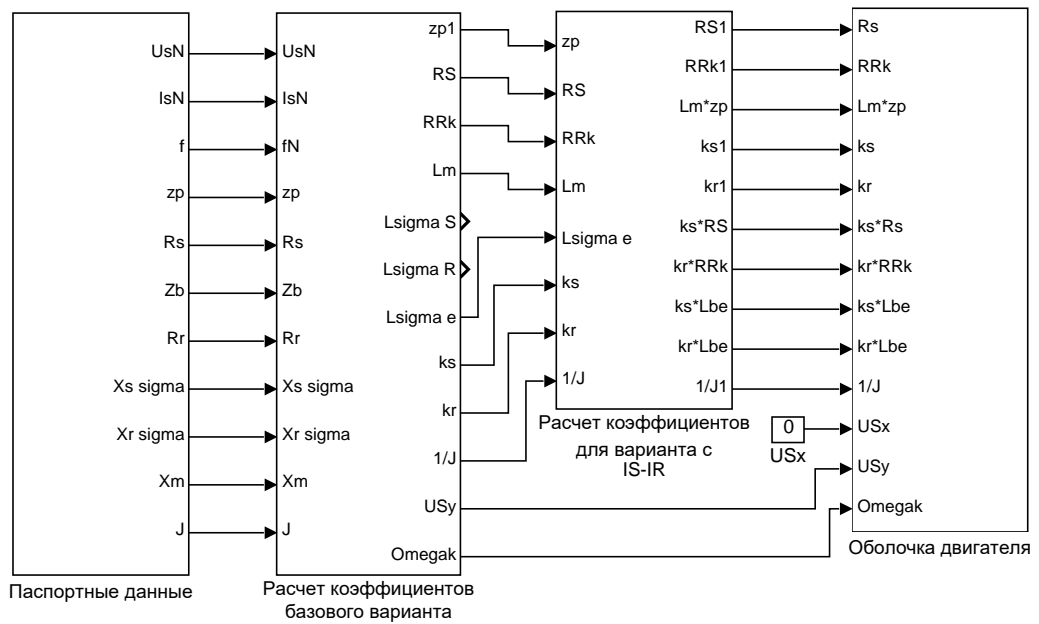 UsN
IsN
f
zp
Rs
Zb
Rr
Xs sigma
Xr sigma
Xm
J
Паспортные данные
UsN
IsN
fN
zp
Rs
Zb
Rr
Xs sigma
Xr sigma
Xm
J
zp1
RS
RRk
Lm
Lsigma S
Lsigma R
Lsigma e
ks
kr
1/J
USy
Omegak
Расчет коэффициентов
базового варианта
zp
RS
RRk
Lm
Lsigma e
ks
kr
1/J
RS1
RRk1
Lm*zp
ks1
kr1
ks*RS
kr*RRk
ks*Lbe
kr*Lbe
1/J1
Расчет коэффициентов
для варианта с
IS-IR
0
USx
Rs
RRk
Lm*zp
ks
kr
ks*Rs
kr*RRk
ks*Lbe
kr*Lbe
1/J
USx
USy
Omegak
Оболочка двигателя